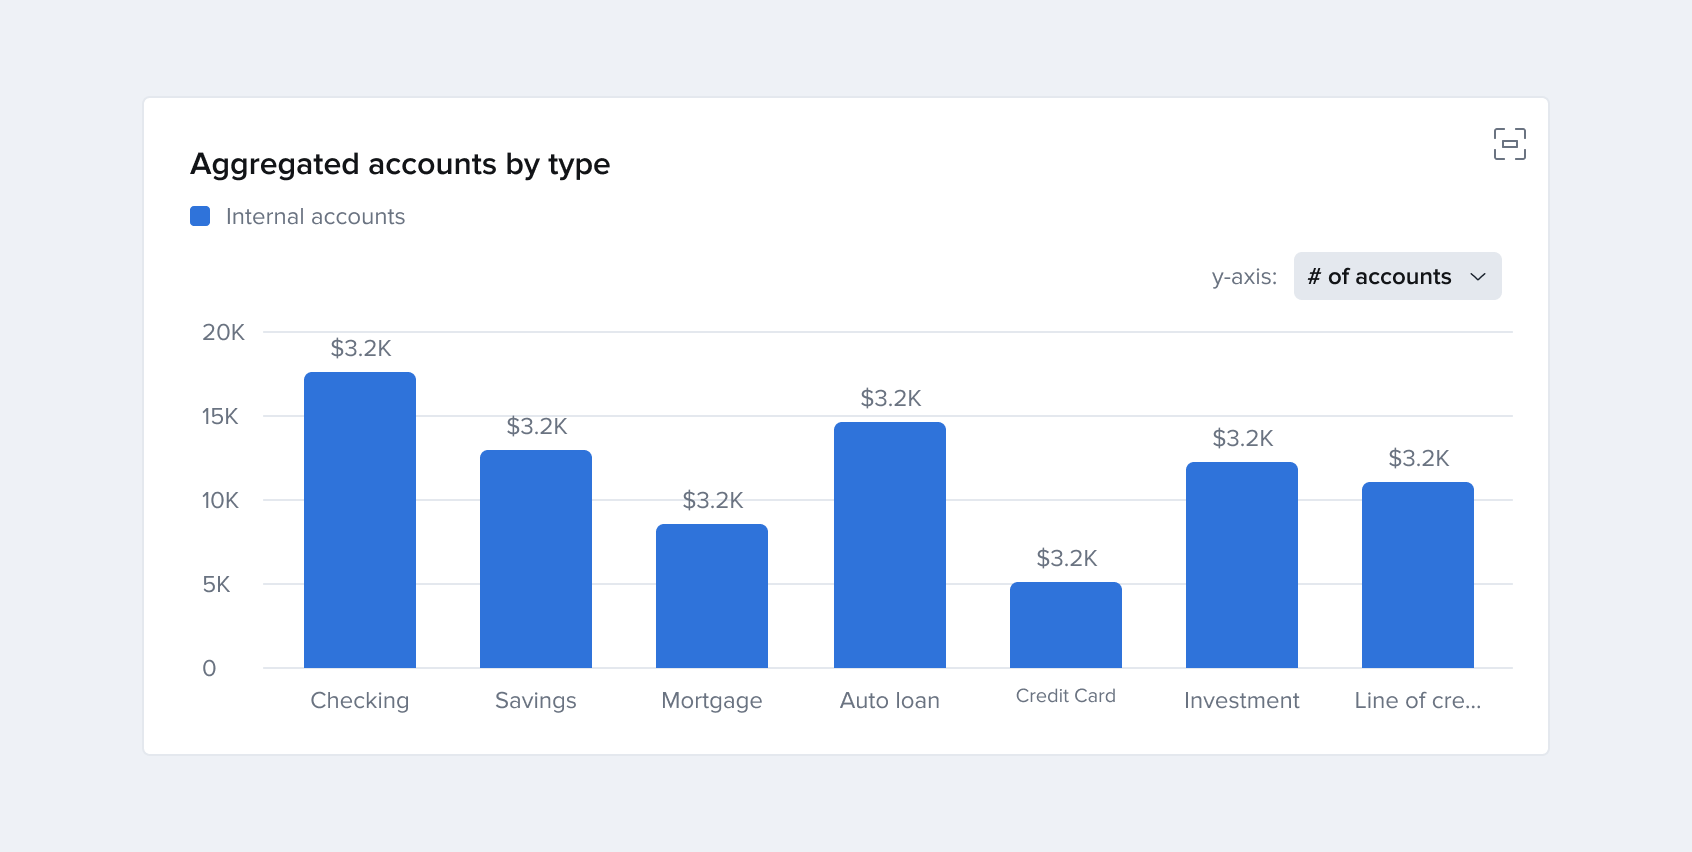 Aggregated accounts by type
Internal accounts
y-axis: # of accounts
20K
$3.2K
15K
$3.2K
$3.2K
$3.2K
$3.2K
10K
$3.2K
$3.2K
5K
0
Checking Savings Mortgage Auto loan Credit Card Investment Line of cre...